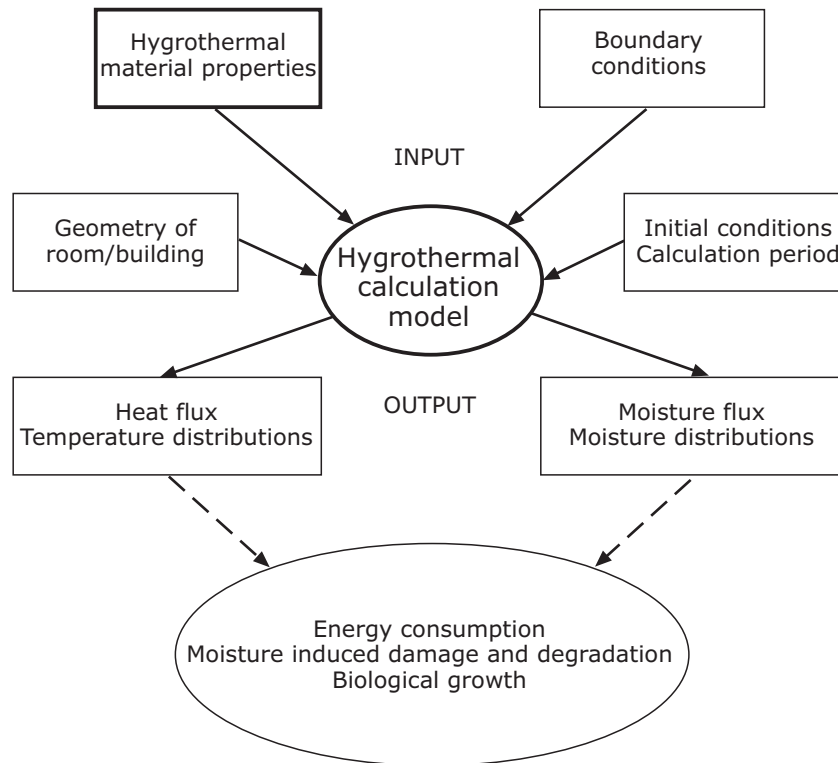 Hygrothermal
material properties
Boundary
conditions
INPUT
Geometry of
room/building
Initial conditions
Calculation period
Hygrothermal
calculation
model
Heat flux
Temperature distributions
OUTPUT
Moisture flux
Moisture distributions
Energy consumption
Moisture induced damage and degradation
Biological growth